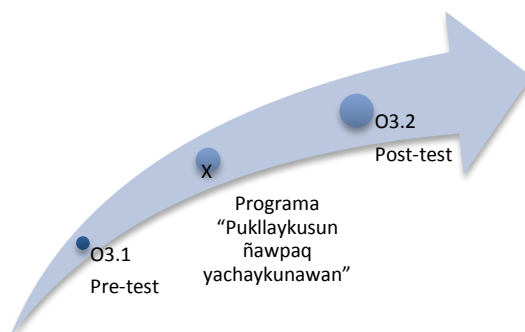 O3.1
Pre-test
X
Programa
“Pukllaykusun
ñawpaq
yachaykunawan”
O3.2
Post-test